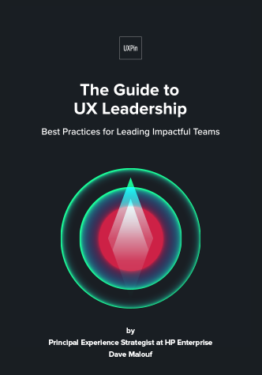 UXPin
The Guide to
UX Leadership
Best Practices for Leading Impactful Teams
by
Principal Experience Strategist at HP Enterprise
Dave Malouf